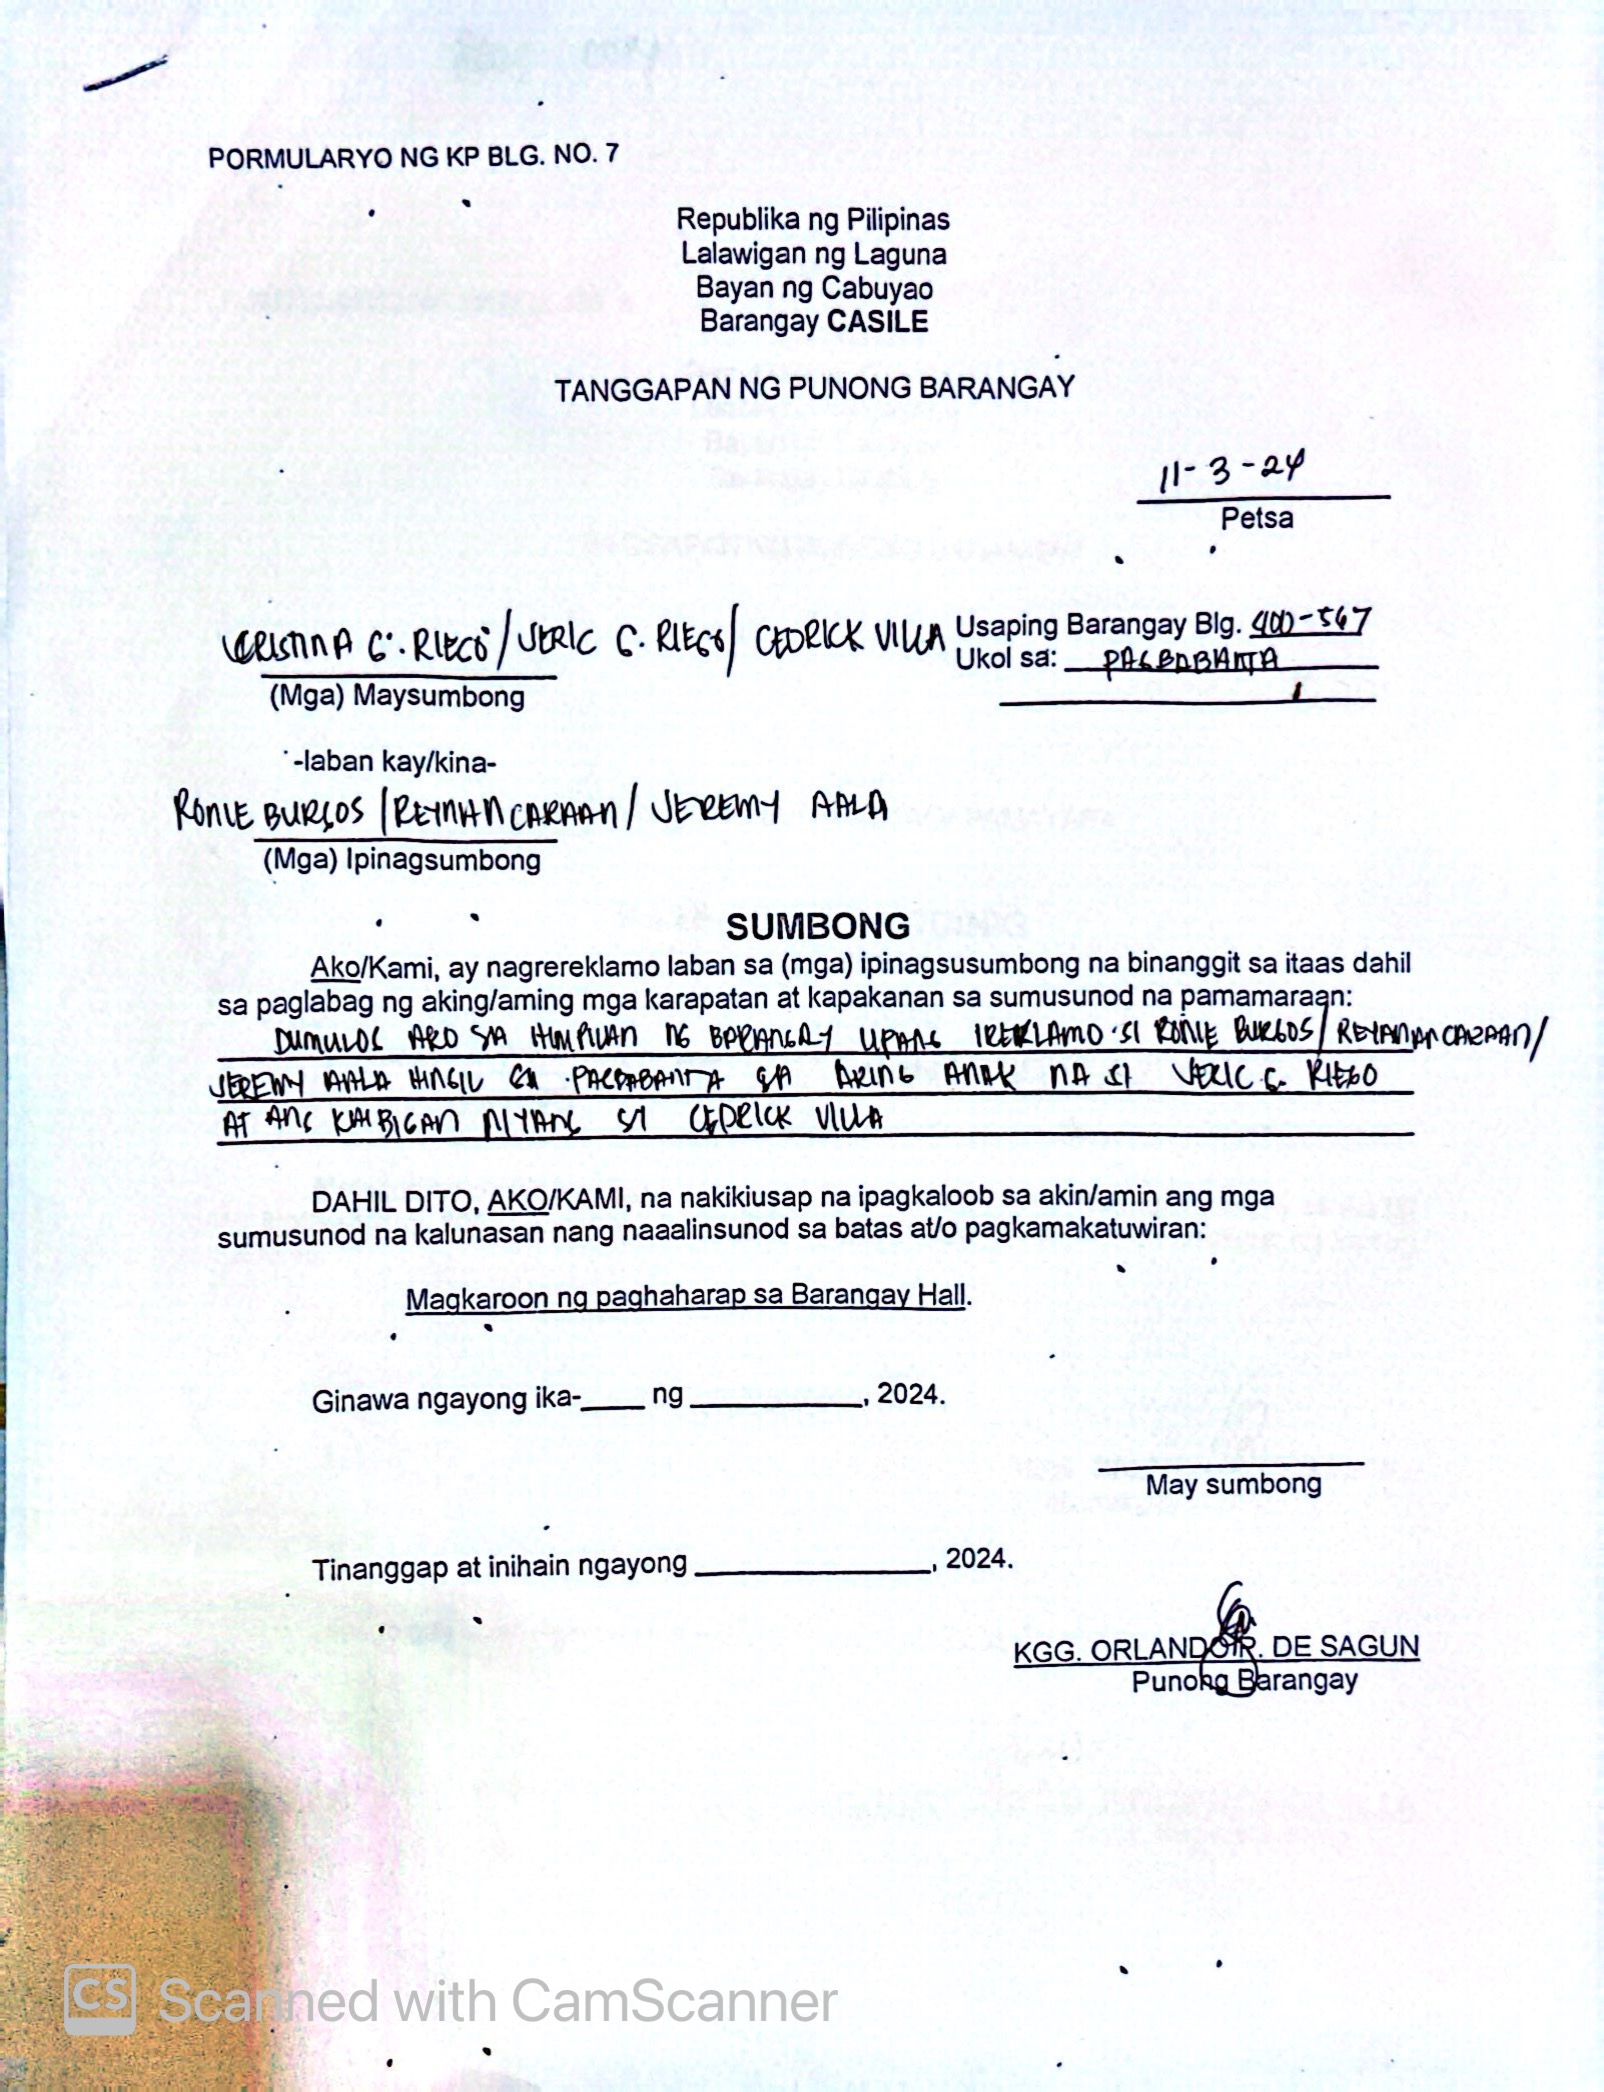 PORMULARYO NG KP BLG. NO. 7
Republika ng Pilipinas
Lalawigan ng Laguna
Bayan ng Cabuyao
Barangay CASILE
TANGGAPAN NG PUNONG BARANGAY
11-3-24
Petsa
CRISTINA G. RIEGO / JERIC G. RIEGO / CEDRICK VILLA
Usaping Barangay Blg. 400-567
Ukol sa: PAGBABANTA
(Mga) Maysumbong
-laban kay/kina-
RONIE BURGOS / REYNAN CARAAN / JEREMY AALA
(Mga) Ipinagsumbong
SUMBONG
Ako/Kami, ay nagrereklamo laban sa (mga) ipinagsusumbong na binanggit sa itaas dahil
sa paglabag ng aking/aming mga karapatan at kapakanan sa sumusunod na pamamaraan:
DUMULOG AKO SA HIMPILAN NG BARANGAY UPANG IREKLAMO SI RONIE BURGOS / REYNAN CARAAN /
JEREMY AALA HINGIL SA PAGBABANTA SA AKING ANAK NA SI JERIC G. RIEGO
AT ANG KAIBIGAN NIYANG SI CEDRICK VILLA
DAHIL DITO, AKO/KAMI, na nakikiusap na ipagkaloob sa akin/amin ang mga
sumusunod na kalunasan nang naaalinsunod sa batas at/o pagkamakatuwiran:
Magkaroon ng paghaharap sa Barangay Hall.
Ginawa ngayong ika-____ ng ___________, 2024.
May sumbong
Tinanggap at inihain ngayong _______________, 2024.
KGG. ORLANDO R. DE SAGUN
Punong Barangay
CS Scanned with CamScanner